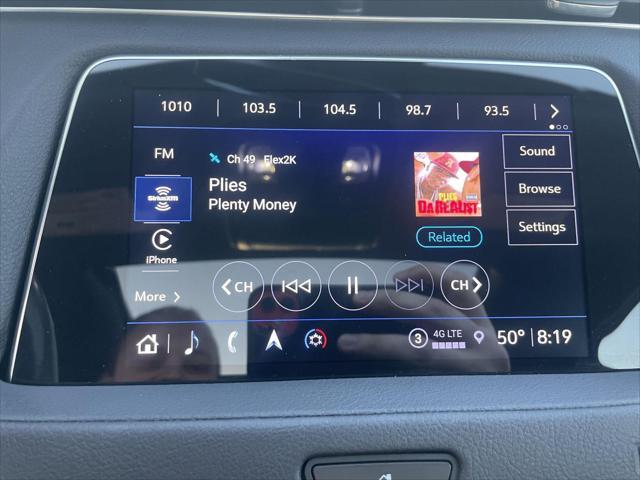 1010 103.5 104.5 98.7 93.5
FM
Ch 49 Flex2K
Sound
SiriusXM
Plies
Plenty Money
PLIES
DA REALIST
Browse
iPhone
Related
Settings
More
CH
CH
3 4G LTE 50° 8:19